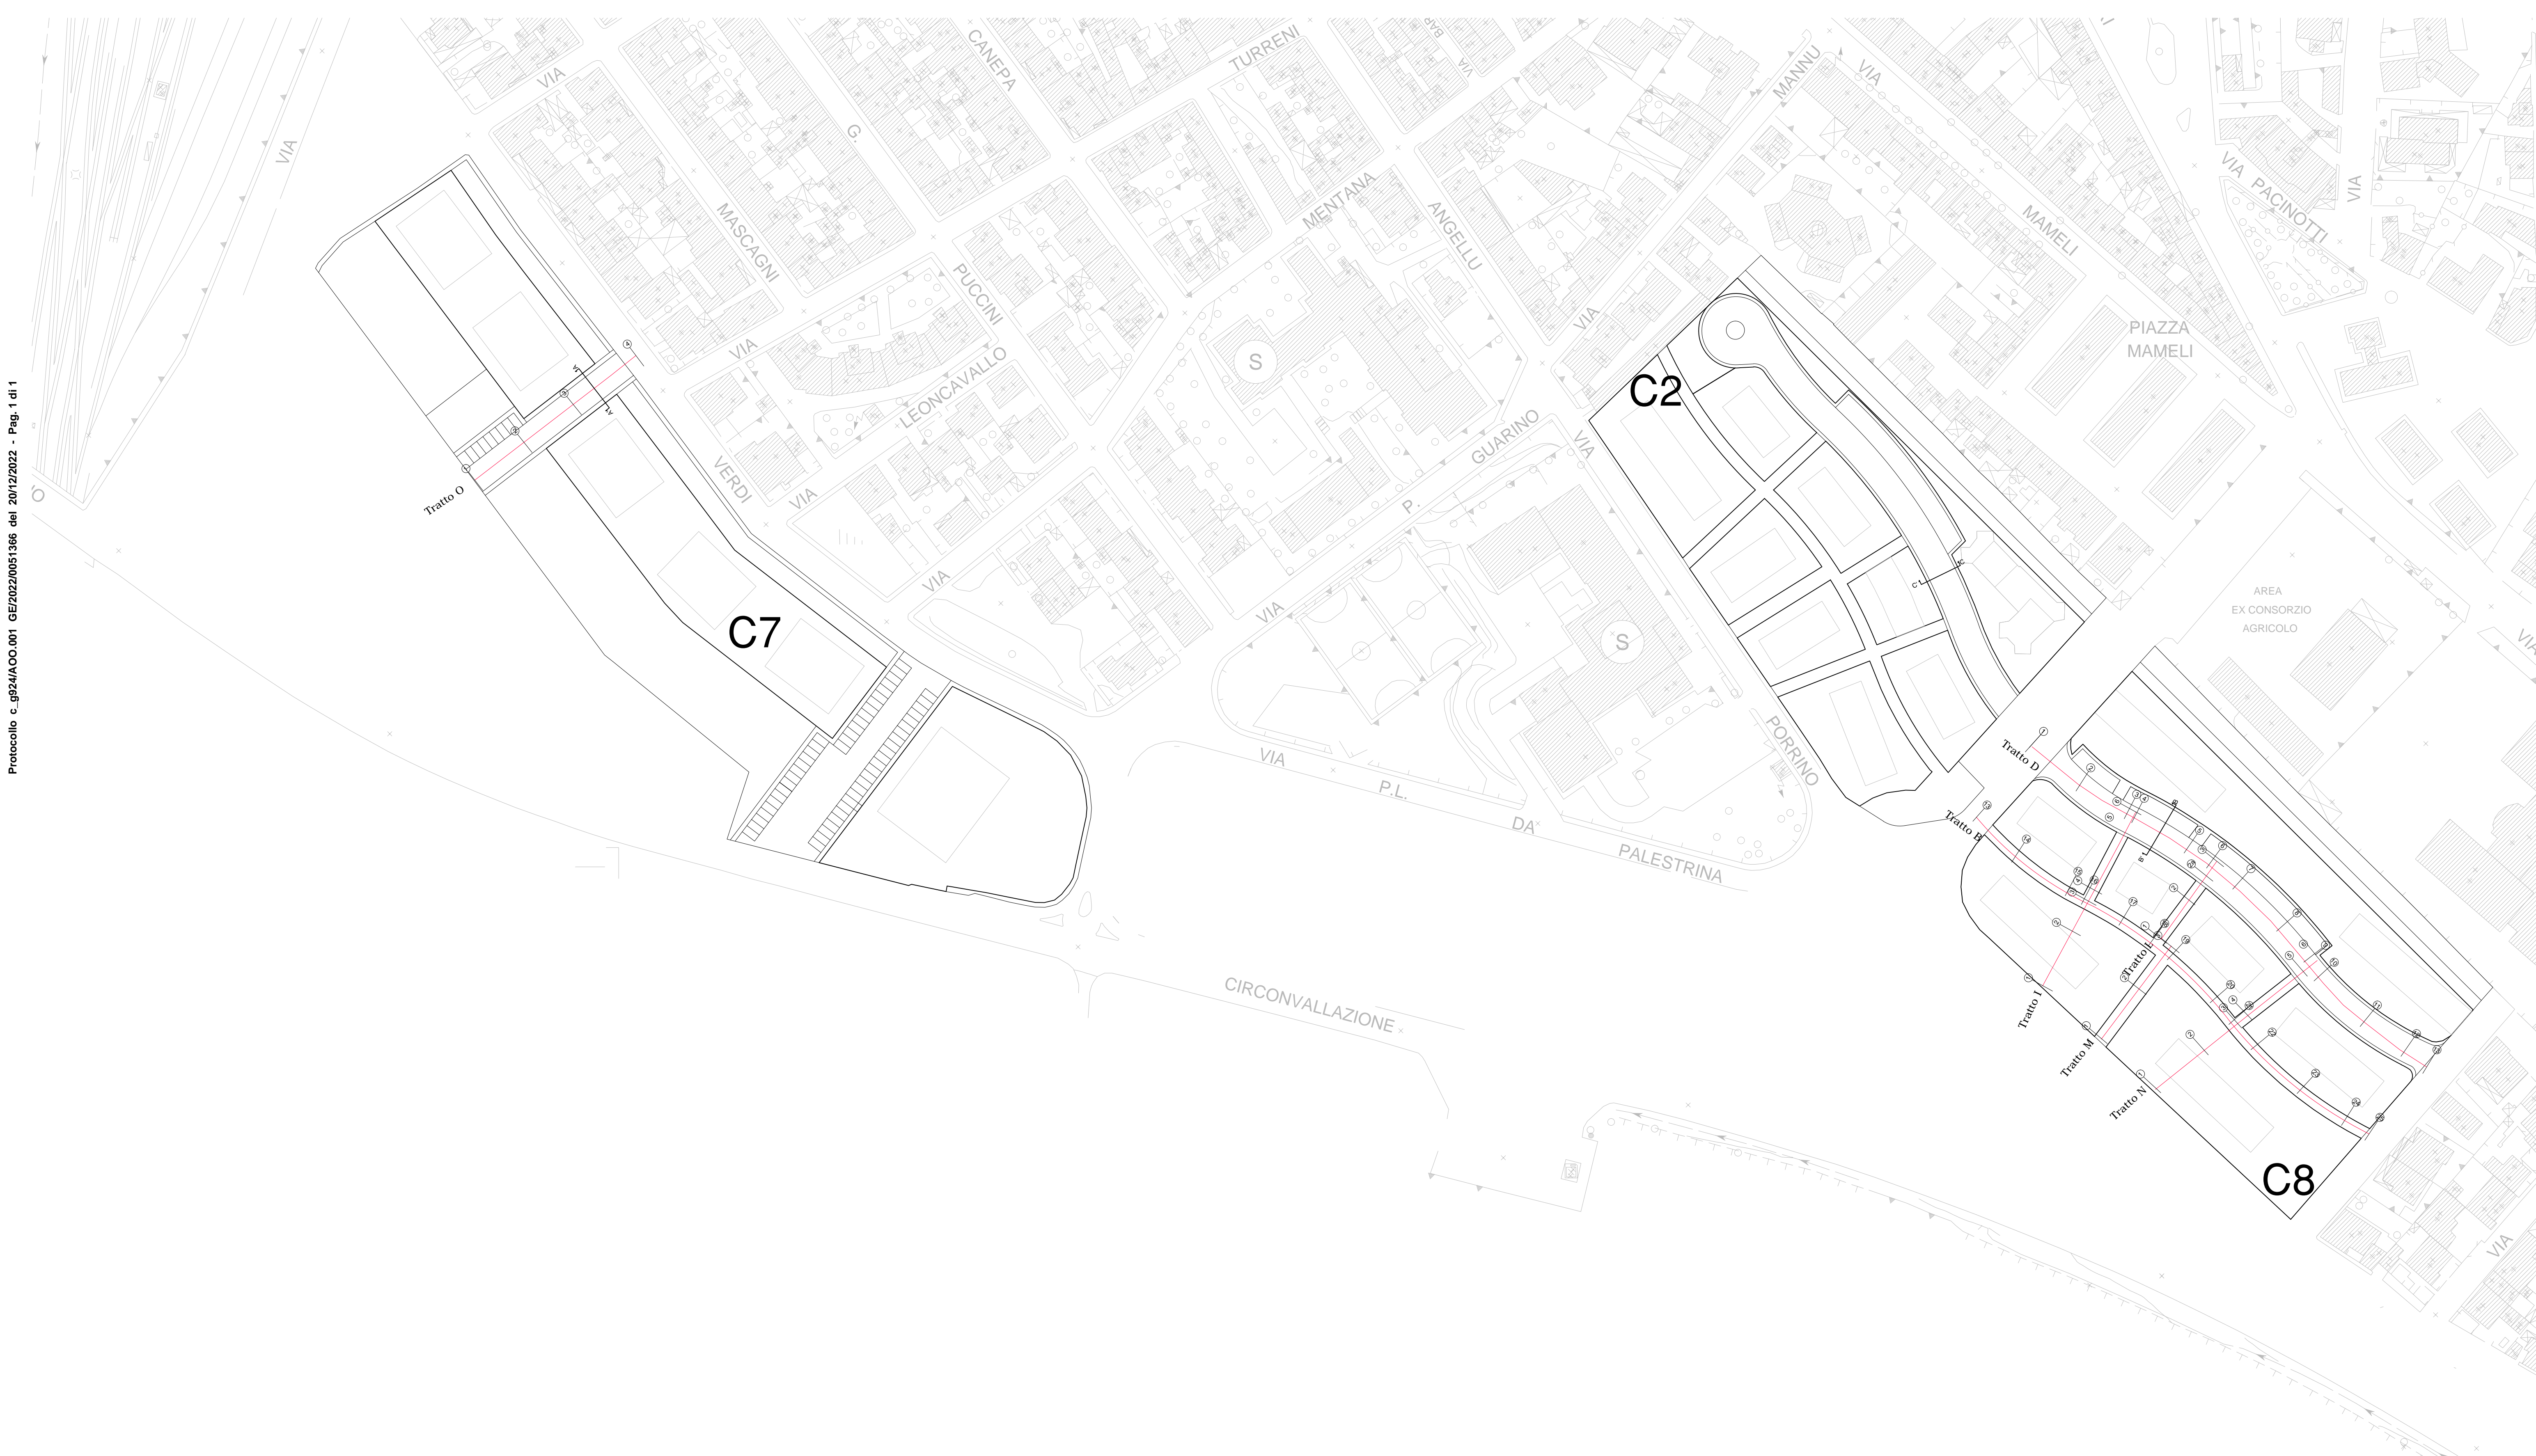 Protocollo c_g924/AOO.001 GE/2022/0051366 del 20/12/2022 - Pag. 1 di 1
VIA
VIA
CANEPA
TURRENI
BAR
VIA
MANNU
VIA
G.
MASCAGNI
PUCCINI
MENTANA
ANGELLU
MAMELI
VIA PACINOTTI
VIA
VIA
VIA
PIAZZA
MAMELI
S
LEONCAVALLO
C2
VERDI
VIA
GUARINO
VIA
P.
Tratto O
VIA
VIA
C7
AREA
EX CONSORZIO
AGRICOLO
S
VIA
VIA
P.L.
DA
PALESTRINA
PORRINO
Tratto D
Tratto B
Tratto L
Tratto I
Tratto M
Tratto N
CIRCONVALLAZIONE
C8
VIA